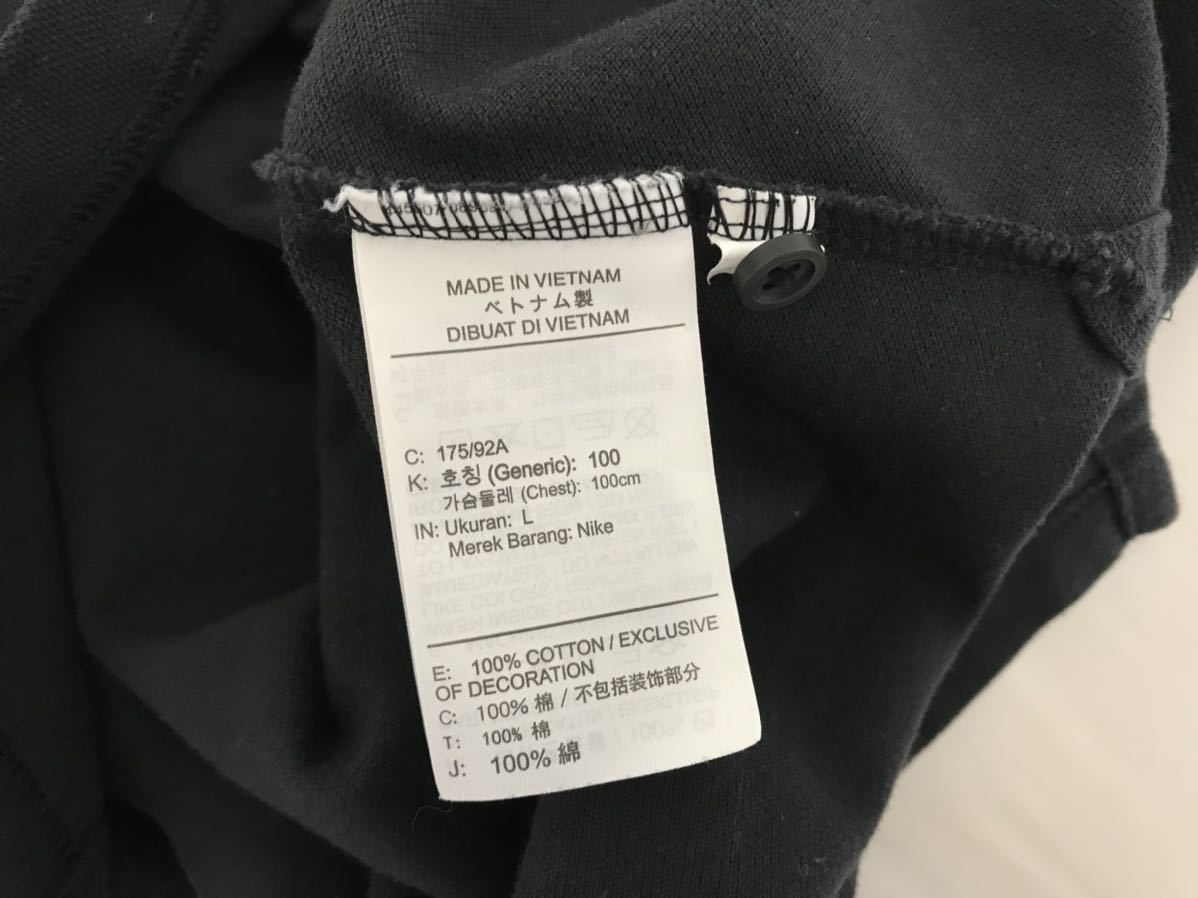 MADE IN VIETNAM
ベトナム製
DIBUAT DI VIETNAM
C: 175/92A
K: 호칭 (Generic): 100
가슴둘레 (Chest): 100cm
IN: Ukuran: L
Merek Barang: Nike
E: 100% COTTON / EXCLUSIVE
OF DECORATION
C: 100% 棉 / 不包括装饰部分
T: 100% 棉
J: 100% 綿